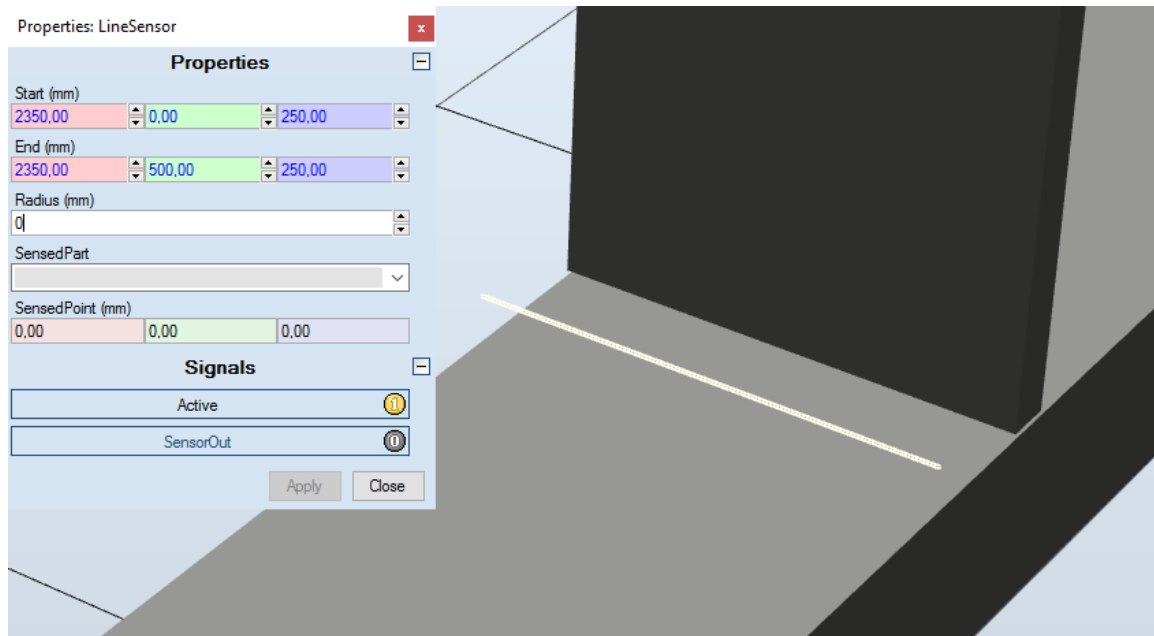 Properties: LineSensor x
Properties
Start (mm)
2350,00 0,00 250,00
End (mm)
2350,00 500,00 250,00
Radius (mm)
0
SensedPart
SensedPoint (mm)
0,00 0,00 0,00
Signals
Active 1
SensorOut 0
Apply Close